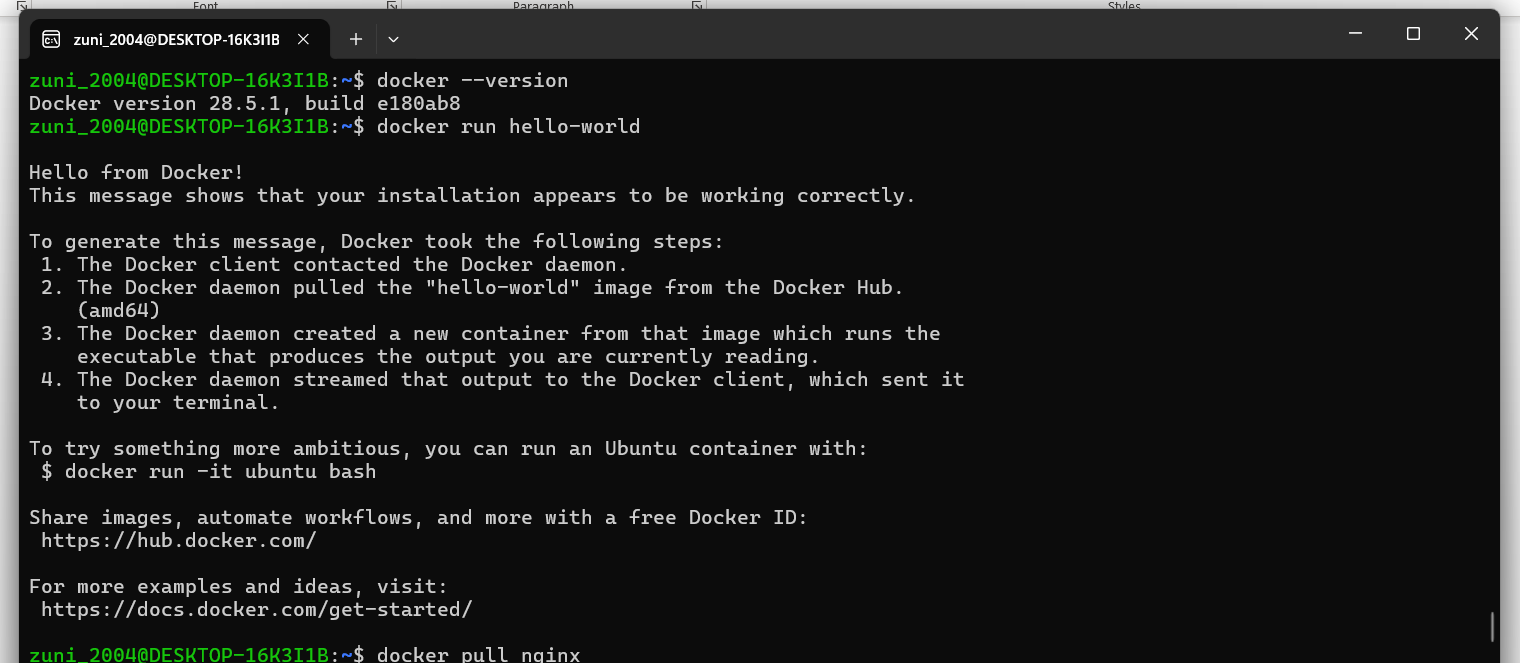 Font Paragraph Styles
zuni_2004@DESKTOP-16K3I1B
zuni_2004@DESKTOP-16K3I1B:~$ docker --version
Docker version 28.5.1, build e180ab8
zuni_2004@DESKTOP-16K3I1B:~$ docker run hello-world
Hello from Docker!
This message shows that your installation appears to be working correctly.
To generate this message, Docker took the following steps:
1. The Docker client contacted the Docker daemon.
2. The Docker daemon pulled the "hello-world" image from the Docker Hub.
(amd64)
3. The Docker daemon created a new container from that image which runs the
executable that produces the output you are currently reading.
4. The Docker daemon streamed that output to the Docker client, which sent it
to your terminal.
To try something more ambitious, you can run an Ubuntu container with:
$ docker run -it ubuntu bash
Share images, automate workflows, and more with a free Docker ID:
https://hub.docker.com/
For more examples and ideas, visit:
https://docs.docker.com/get-started/
zuni_2004@DESKTOP-16K3I1B:~$ docker pull nginx